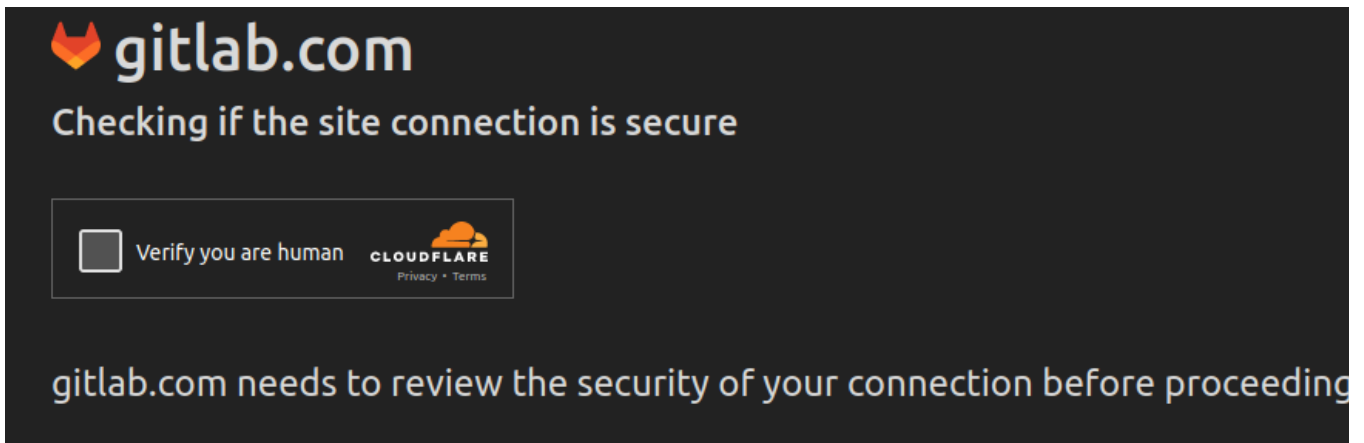 gitlab.com
Checking if the site connection is secure
Verify you are human
CLOUDFLARE
Privacy • Terms
gitlab.com needs to review the security of your connection before proceeding